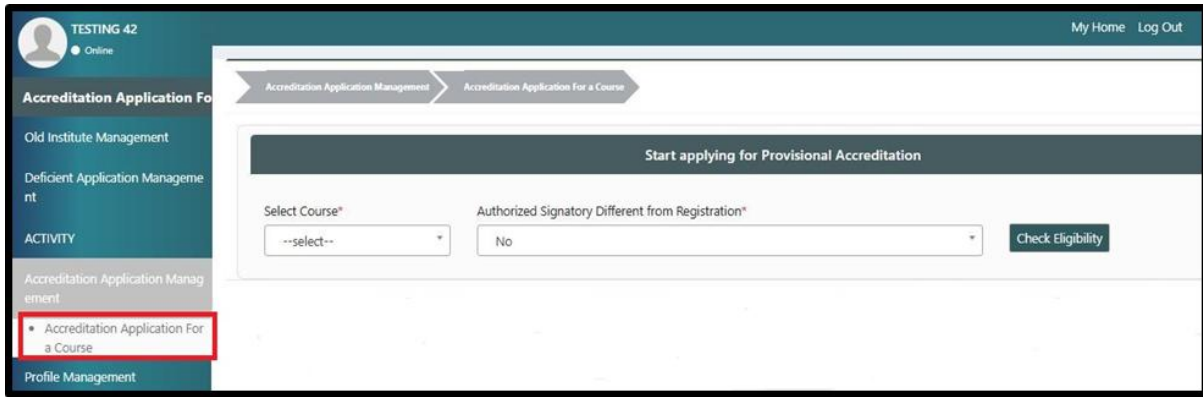 TESTING 42
Online
My Home Log Out
Accreditation Application Fo
Old Institute Management
Deficient Application Manageme
nt
ACTIVITY
Accreditation Application Manag
ement
Accreditation Application For
a Course
Profile Management
Accreditation Application Management
Accreditation Application For a Course
Start applying for Provisional Accreditation
Select Course*
Authorized Signatory Different from Registration*
--select--
No
Check Eligibility